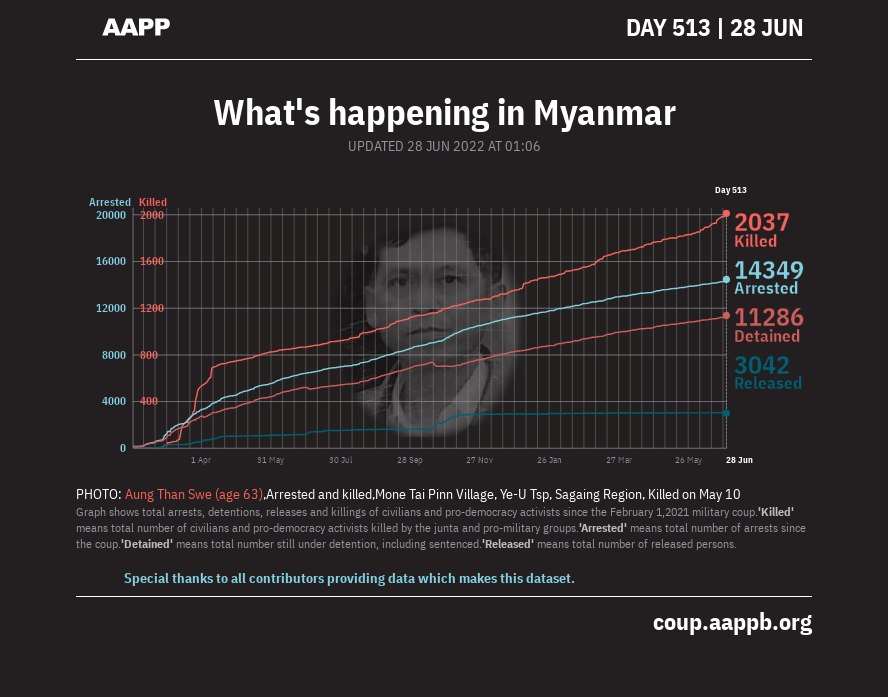 AAPP
DAY 513 | 28 JUN
What's happening in Myanmar
UPDATED 28 JUN 2022 AT 01:06
Day 513
Arrested Killed
20000 2000
16000 1600
12000 1200
8000 800
4000 400
0
2037
Killed
14349
Arrested
11286
Detained
3042
Released
1 Apr 31 May 30 Jul 28 Sep 27 Nov 26 Jan 27 Mar 26 May 28 Jun
PHOTO: Aung Than Swe (age 63),Arrested and killed,Mone Tai Pinn Village, Ye-U Tsp, Sagaing Region, Killed on May 10
Graph shows total arrests, detentions, releases and killings of civilians and pro-democracy activists since the February 1,2021 military coup.'Killed'
means total number of civilians and pro-democracy activists killed by the junta and pro-military groups.'Arrested' means total number of arrests since
the coup.'Detained' means total number still under detention, including sentenced.'Released' means total number of released persons.
Special thanks to all contributors providing data which makes this dataset.
coup.aappb.org